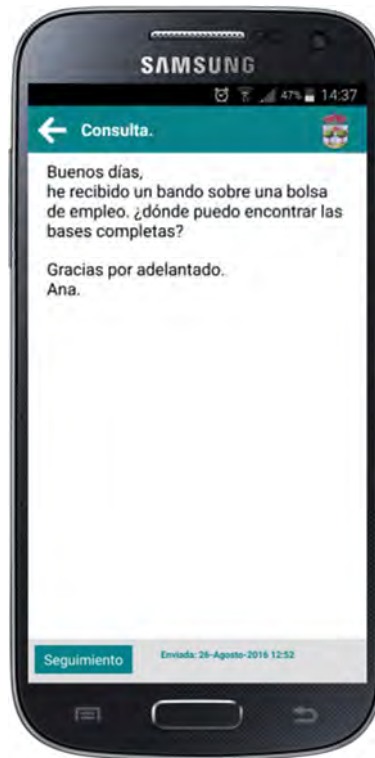 SAMSUNG
47% 14:37
Consulta.
Buenos días,
he recibido un bando sobre una bolsa
de empleo. ¿dónde puedo encontrar las
bases completas?
Gracias por adelantado.
Ana.
Seguimiento
Enviada: 26-Agosto-2016 12:52